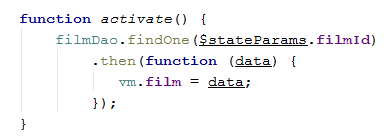 function activate() {
    filmDao.findOne($stateParams.filmId)
        .then(function (data) {
            vm.film = data;
        });
}